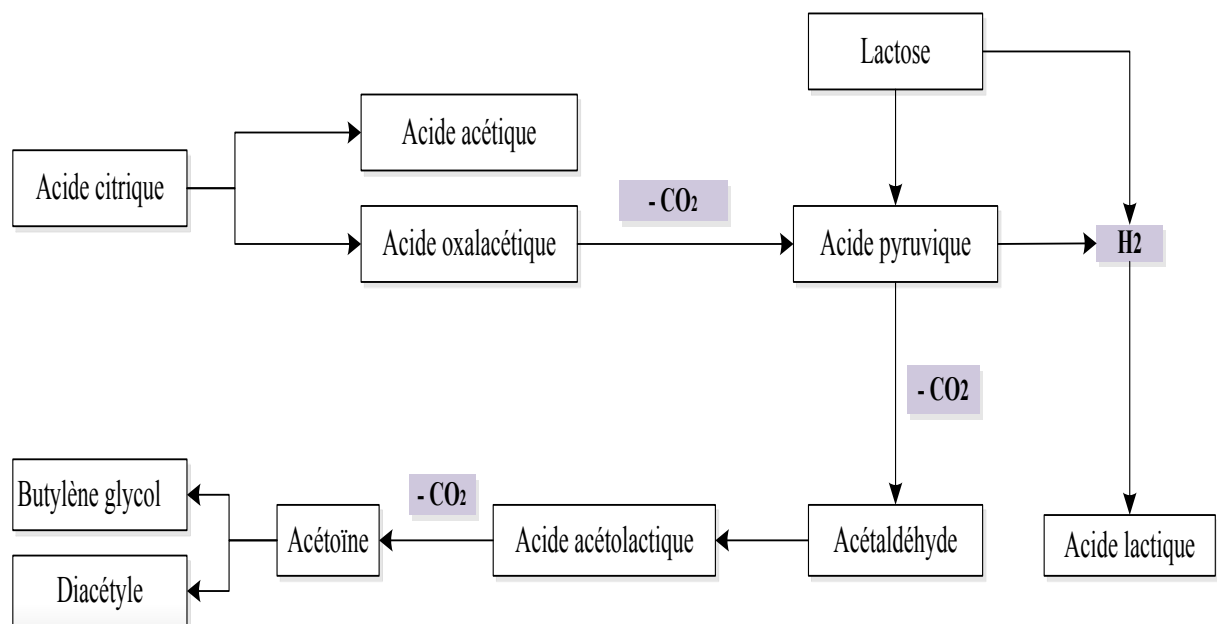 Lactose
Acide acétique
Acide citrique
- CO2
Acide oxalacétique
Acide pyruvique
H2
- CO2
Butylène glycol
- CO2
Acétoïne
Acide acétolactique
Acétaldéhyde
Acide lactique
Diacétyle